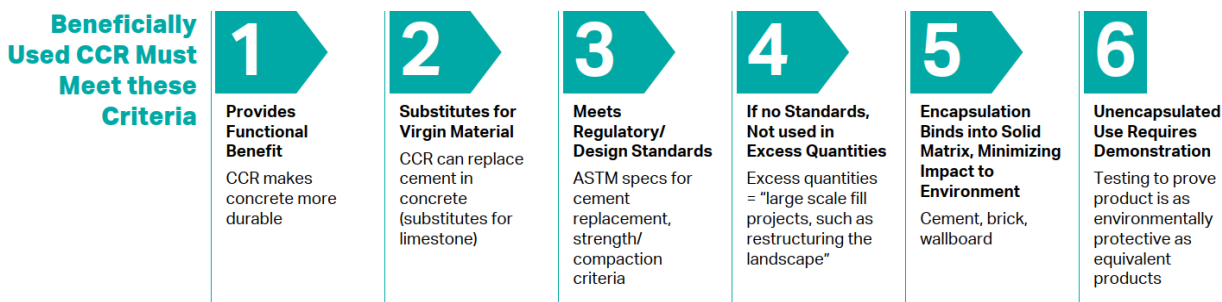 Beneficially
Used CCR Must
Meet these
Criteria
1
Provides
Functional
Benefit
CCR makes
concrete more
durable
2
Substitutes for
Virgin Material
CCR can replace
cement in
concrete
(substitutes for
limestone)
3
Meets
Regulatory/
Design Standards
ASTM specs for
cement
replacement,
strength/
compaction
criteria
4
If no Standards,
Not used in
Excess Quantities
Excess quantities
= “large scale fill
projects, such as
restructuring the
landscape”
5
Encapsulation
Binds into Solid
Matrix, Minimizing
Impact to
Environment
Cement, brick,
wallboard
6
Unencapsulated
Use Requires
Demonstration
Testing to prove
product is as
environmentally
protective as
equivalent
products